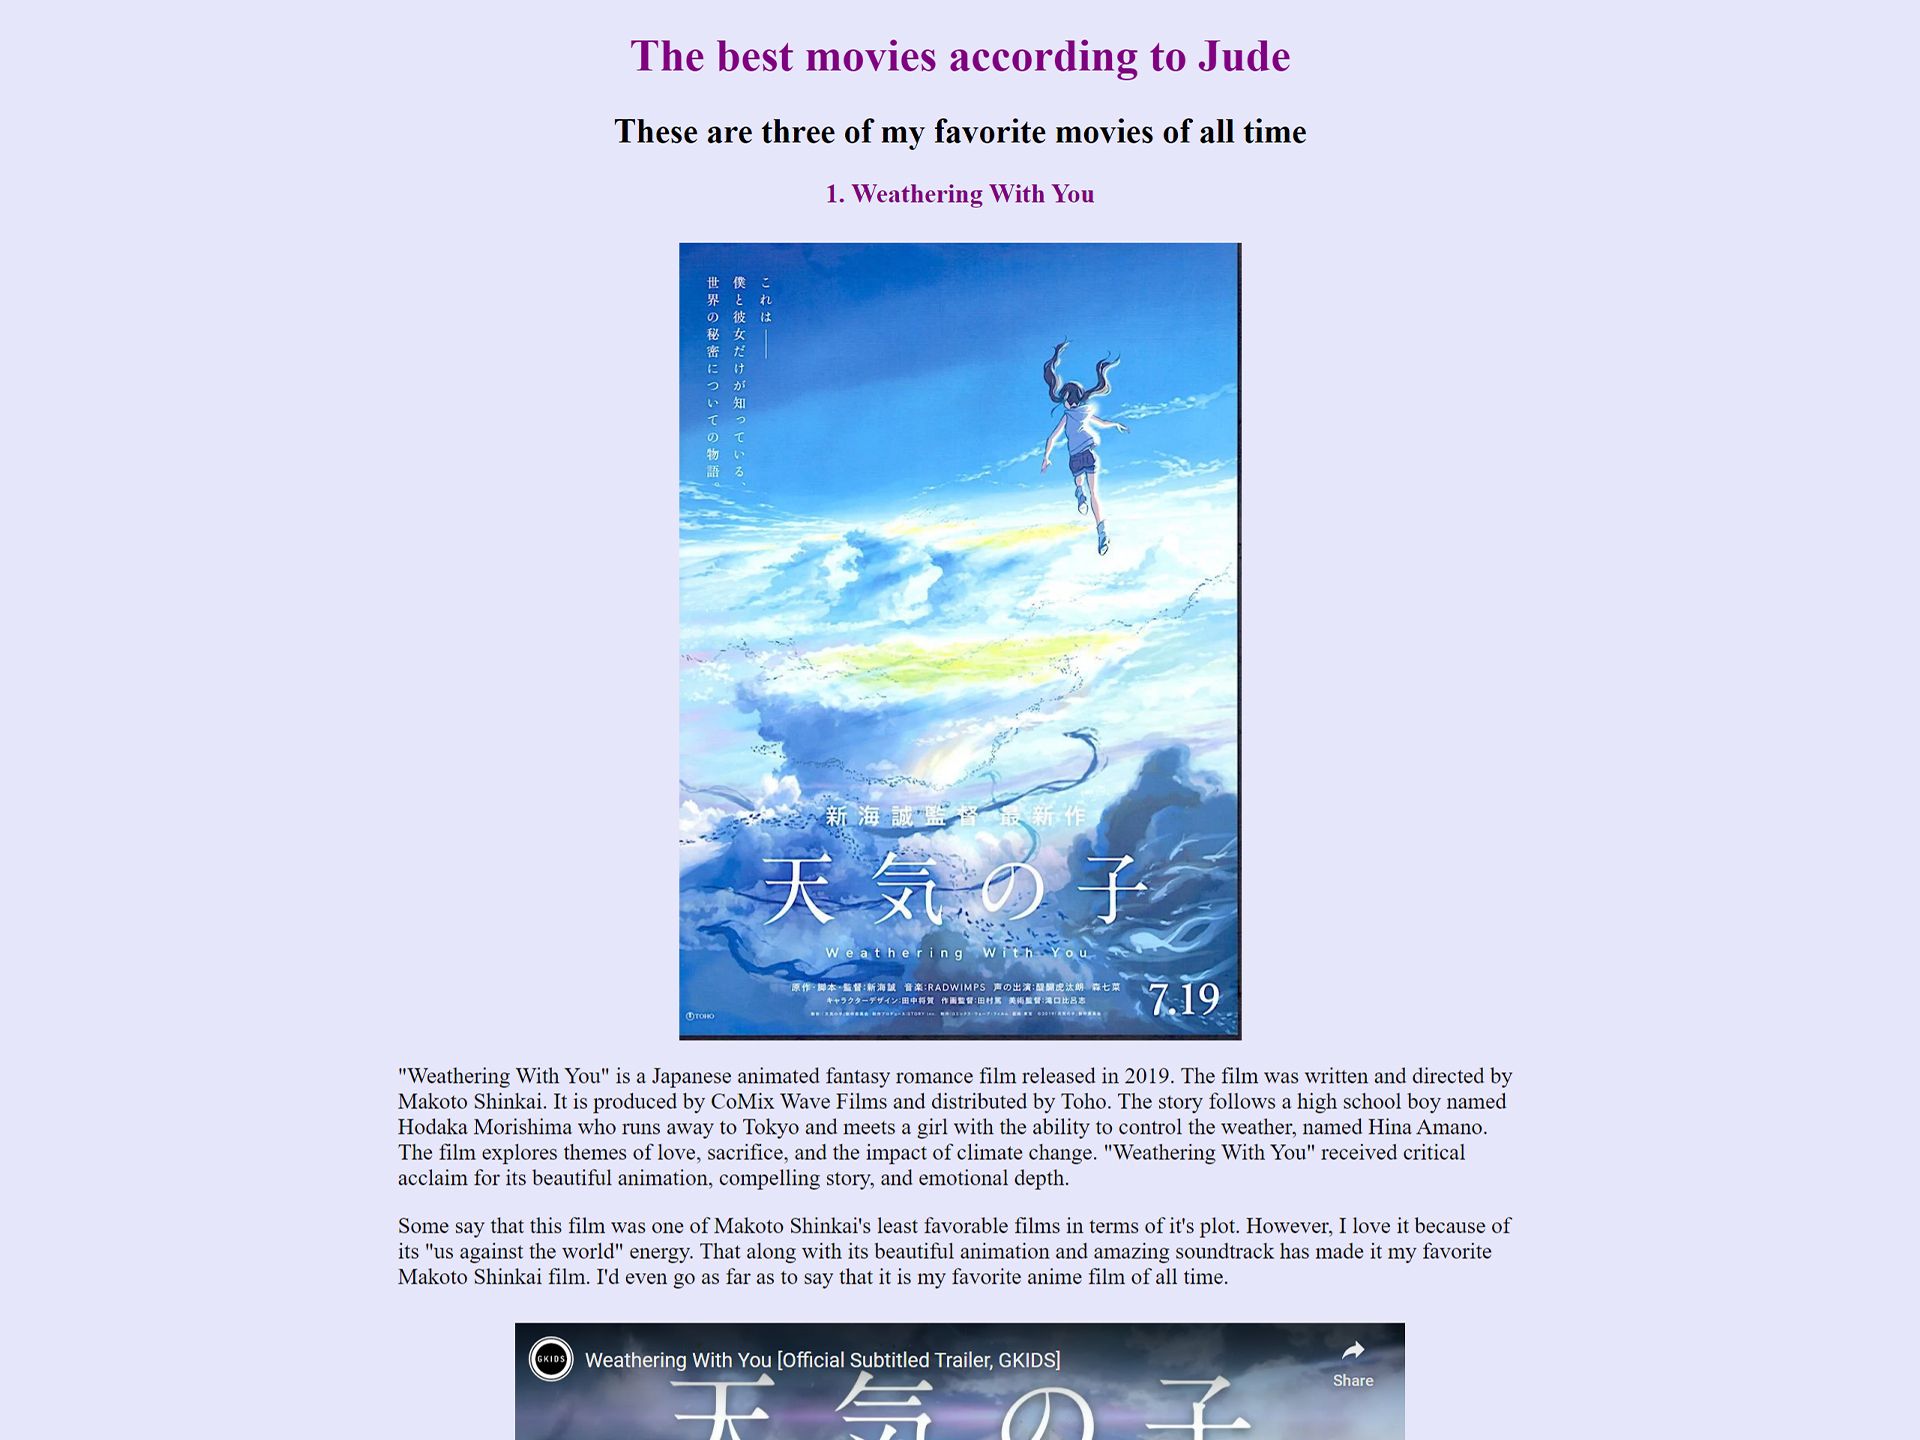 The best movies according to Jude
These are three of my favorite movies of all time
1. Weathering With You
これは——
僕と彼女だけが知っている、
世界の秘密についての物語。
新海誠監督 最新作
天気の子
Weathering With You
原作・脚本・監督:新海誠 音楽:RADWIMPS 声の出演:醍醐虎汰朗 森七菜
キャラクターデザイン:田中将賀 作画監督:田村篤 美術監督:滝口比呂志
7.19
TOHO
"Weathering With You" is a Japanese animated fantasy romance film released in 2019. The film was written and directed by
Makoto Shinkai. It is produced by CoMix Wave Films and distributed by Toho. The story follows a high school boy named
Hodaka Morishima who runs away to Tokyo and meets a girl with the ability to control the weather, named Hina Amano.
The film explores themes of love, sacrifice, and the impact of climate change. "Weathering With You" received critical
acclaim for its beautiful animation, compelling story, and emotional depth.
Some say that this film was one of Makoto Shinkai's least favorable films in terms of it's plot. However, I love it because of
its "us against the world" energy. That along with its beautiful animation and amazing soundtrack has made it my favorite
Makoto Shinkai film. I'd even go as far as to say that it is my favorite anime film of all time.
GKIDS
Weathering With You [Official Subtitled Trailer, GKIDS]
Share
天気の子